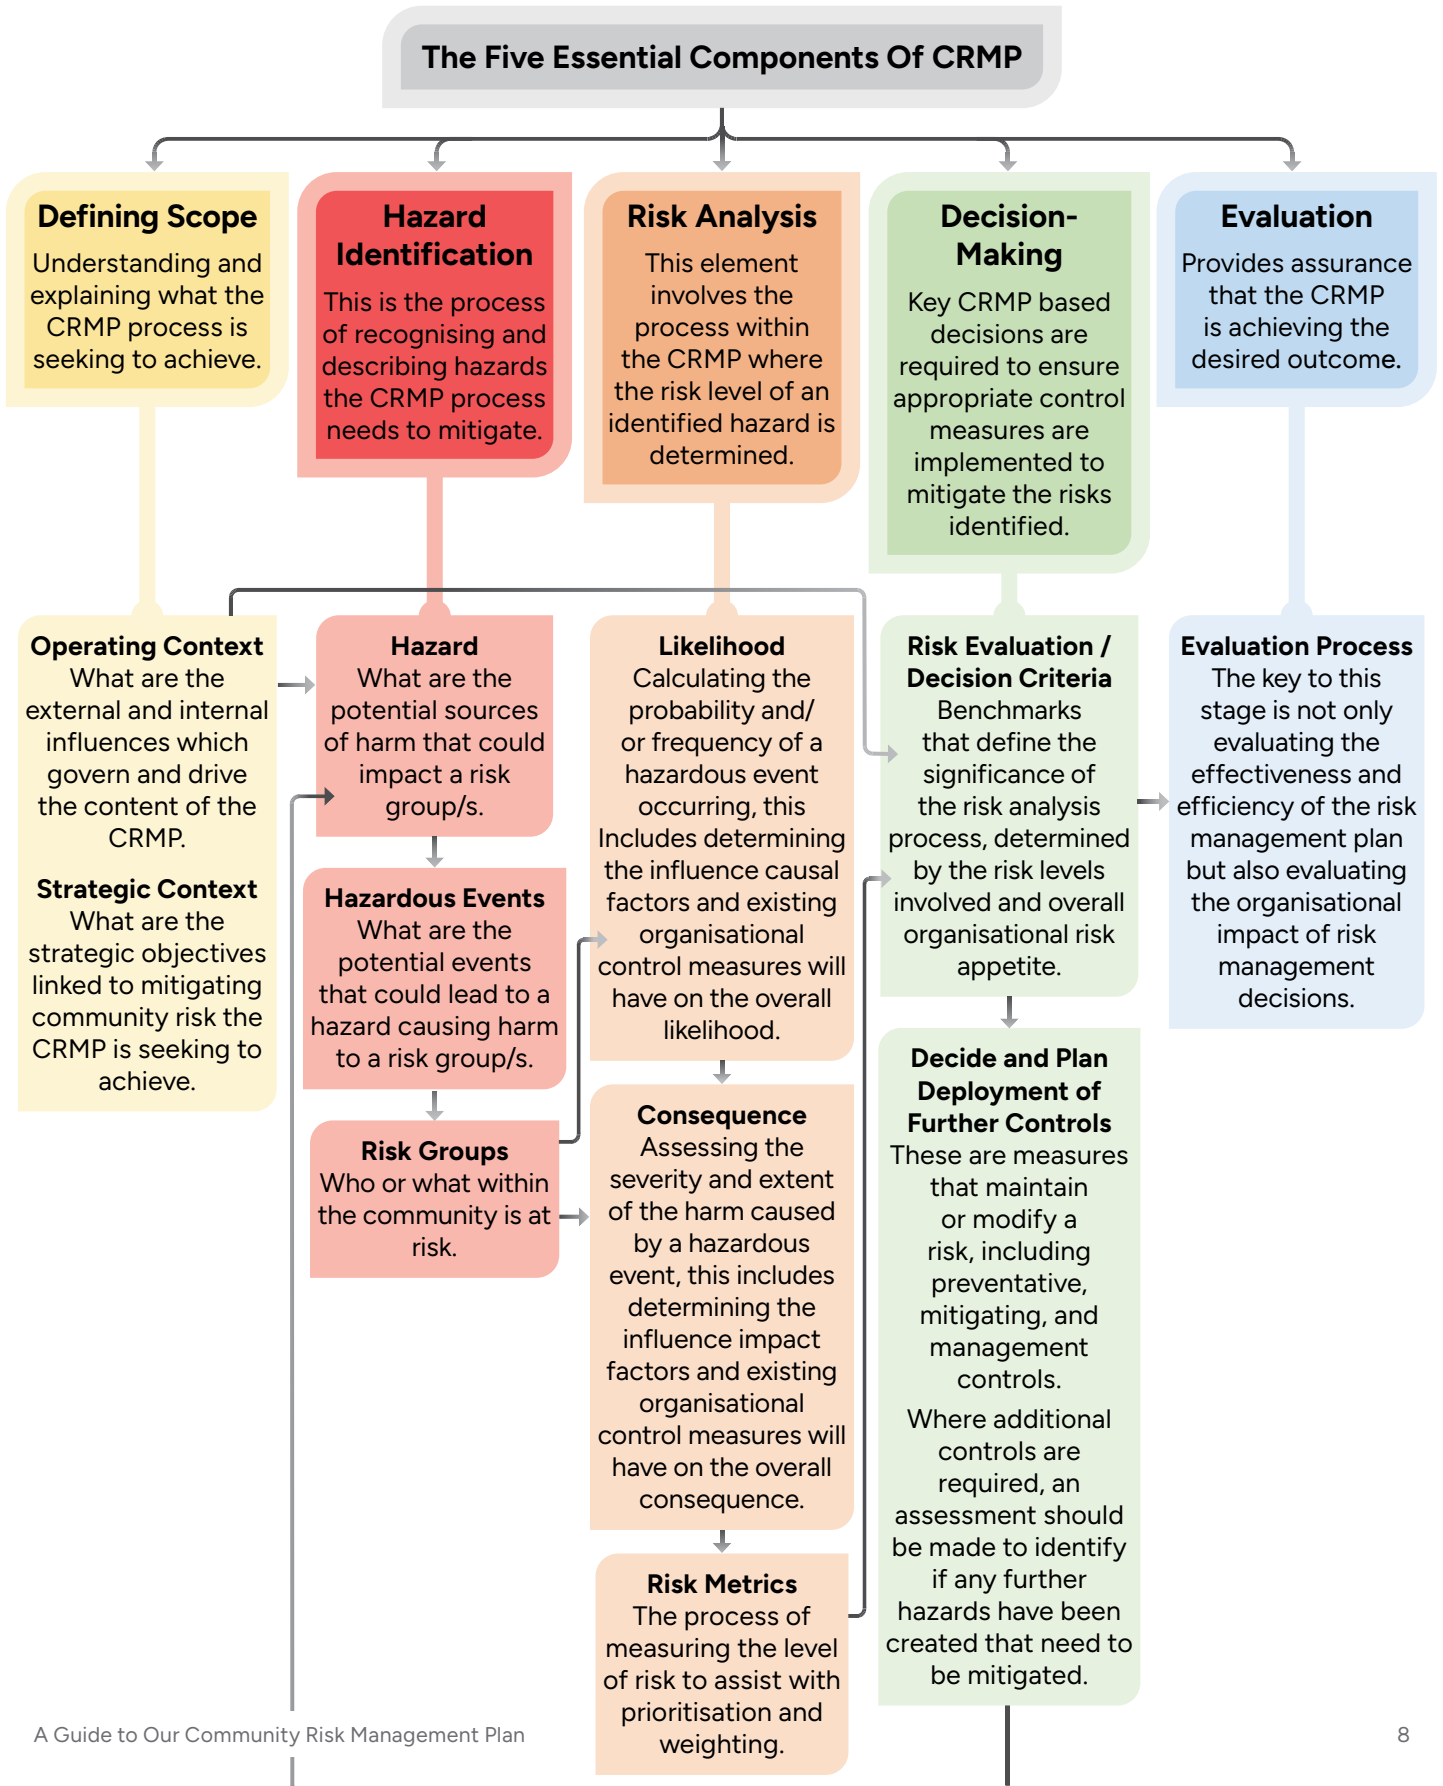 The Five Essential Components Of CRMP
Defining Scope
Understanding and
explaining what the
CRMP process is
seeking to achieve.
Hazard
Identification
This is the process
of recognising and
describing hazards
the CRMP process
needs to mitigate.
Risk Analysis
This element
involves the
process within
the CRMP where
the risk level of an
identified hazard is
determined.
Decision-
Making
Key CRMP based
decisions are
required to ensure
appropriate control
measures are
implemented to
mitigate the risks
identified.
Evaluation
Provides assurance
that the CRMP
is achieving the
desired outcome.
Operating Context
What are the
external and internal
influences which
govern and drive
the content of the
CRMP.
Strategic Context
What are the
strategic objectives
linked to mitigating
community risk the
CRMP is seeking to
achieve.
Hazard
What are the
potential sources
of harm that could
impact a risk
group/s.
Hazardous Events
What are the
potential events
that could lead to a
hazard causing harm
to a risk group/s.
Risk Groups
Who or what within
the community is at
risk.
Likelihood
Calculating the
probability and/
or frequency of a
hazardous event
occurring, this
Includes determining
the influence causal
factors and existing
organisational
control measures will
have on the overall
likelihood.
Consequence
Assessing the
severity and extent
of the harm caused
by a hazardous
event, this includes
determining the
influence impact
factors and existing
organisational
control measures will
have on the overall
consequence.
Risk Metrics
The process of
measuring the level
of risk to assist with
prioritisation and
weighting.
Risk Evaluation /
Decision Criteria
Benchmarks
that define the
significance of
the risk analysis
process, determined
by the risk levels
involved and overall
organisational risk
appetite.
Decide and Plan
Deployment of
Further Controls
These are measures
that maintain
or modify a
risk, including
preventative,
mitigating, and
management
controls.
Where additional
controls are
required, an
assessment should
be made to identify
if any further
hazards have been
created that need to
be mitigated.
Evaluation Process
The key to this
stage is not only
evaluating the
effectiveness and
efficiency of the risk
management plan
but also evaluating
the organisational
impact of risk
management
decisions.
A Guide to Our Community Risk Management Plan
8